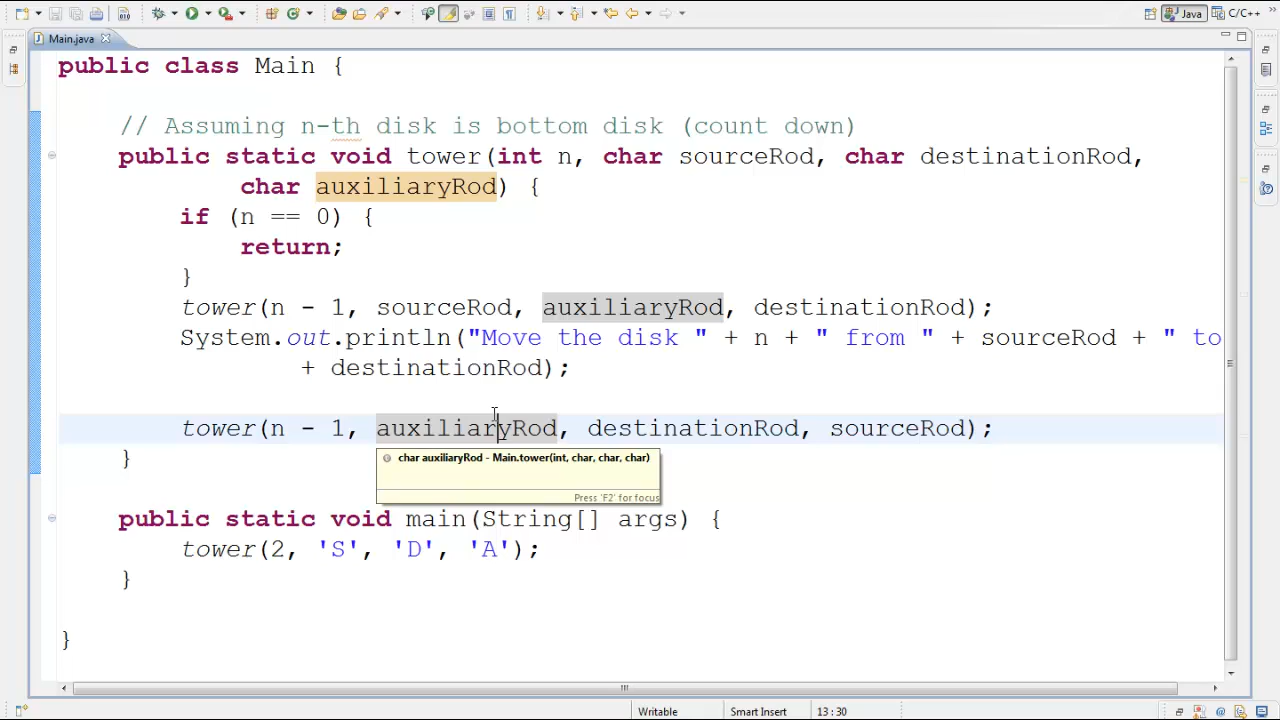 Java
C/C++
Main.java
public class Main {
// Assuming n-th disk is bottom disk (count down)
public static void tower(int n, char sourceRod, char destinationRod,
char auxiliaryRod) {
if (n == 0) {
return;
}
tower(n - 1, sourceRod, auxiliaryRod, destinationRod);
System.out.println("Move the disk " + n + " from " + sourceRod + " to
+ destinationRod);
tower(n - 1, auxiliaryRod, destinationRod, sourceRod);
}
char auxiliaryRod - Main.tower(int, char, char, char)
Press 'F2' for focus
public static void main(String[] args) {
tower(2, 'S', 'D', 'A');
}
}
Writable
Smart Insert
13 : 30